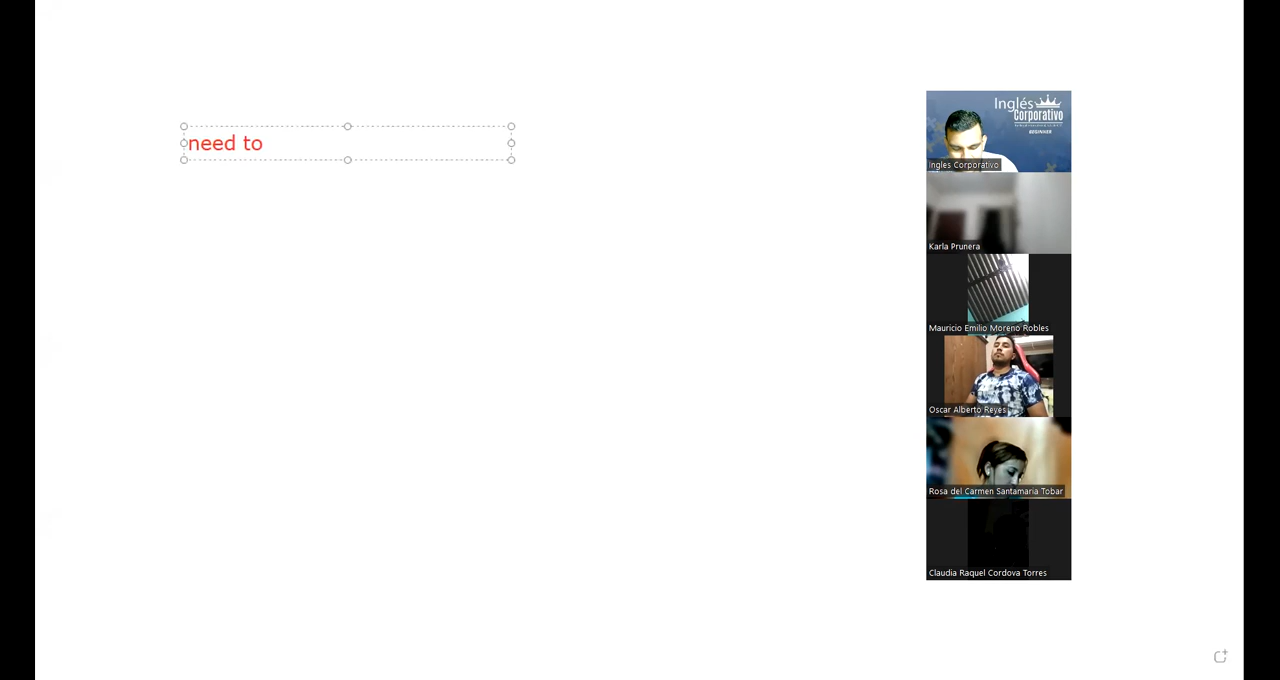 need to
Inglés
Corporativo
BEGINNER
Ingles Corporativo
Karla Prunera
Mauricio Emilio Moreno Robles
Oscar Alberto Reyes
Rosa del Carmen Santamaria Tobar
Claudia Raquel Cordova Torres